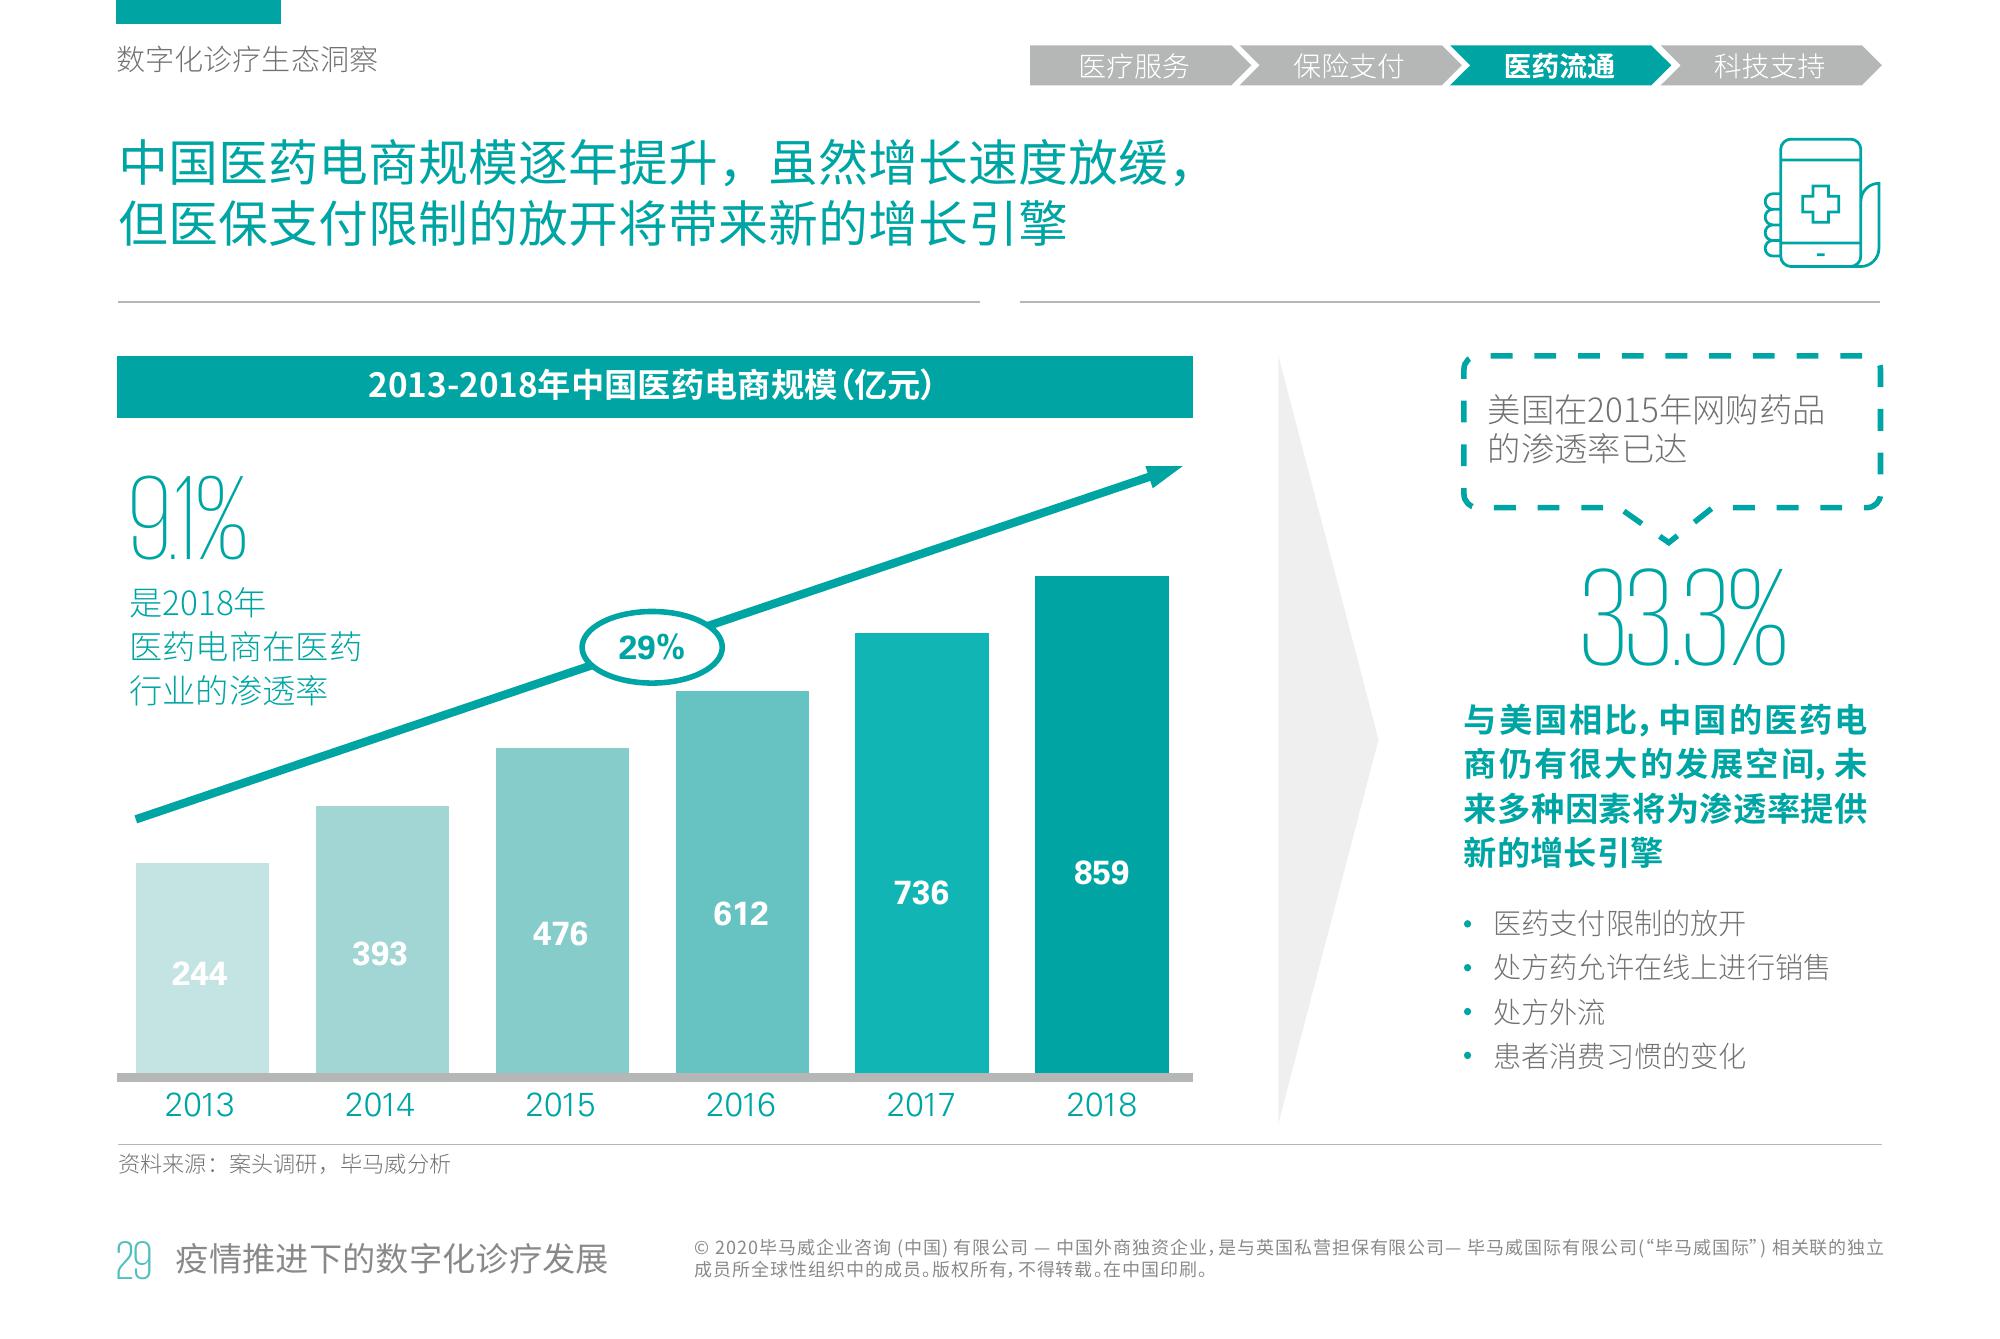 数字化诊疗生态洞察
医疗服务
保险支付
医药流通
科技支持
中国医药电商规模逐年提升，虽然增长速度放缓，
但医保支付限制的放开将带来新的增长引擎
2013-2018年中国医药电商规模（亿元）
9.1%
是2018年
医药电商在医药
行业的渗透率
29%
244
393
476
612
736
859
2013
2014
2015
2016
2017
2018
美国在2015年网购药品
的渗透率已达
33.3%
与美国相比，中国的医药电
商仍有很大的发展空间，未
来多种因素将为渗透率提供
新的增长引擎
• 医药支付限制的放开
• 处方药允许在线上进行销售
• 处方外流
• 患者消费习惯的变化
资料来源：案头调研，毕马威分析
29 疫情推进下的数字化诊疗发展
© 2020毕马威企业咨询 (中国) 有限公司 — 中国外商独资企业，是与英国私营担保有限公司— 毕马威国际有限公司(“毕马威国际”) 相关联的独立
成员所全球性组织中的成员。版权所有，不得转载。在中国印刷。